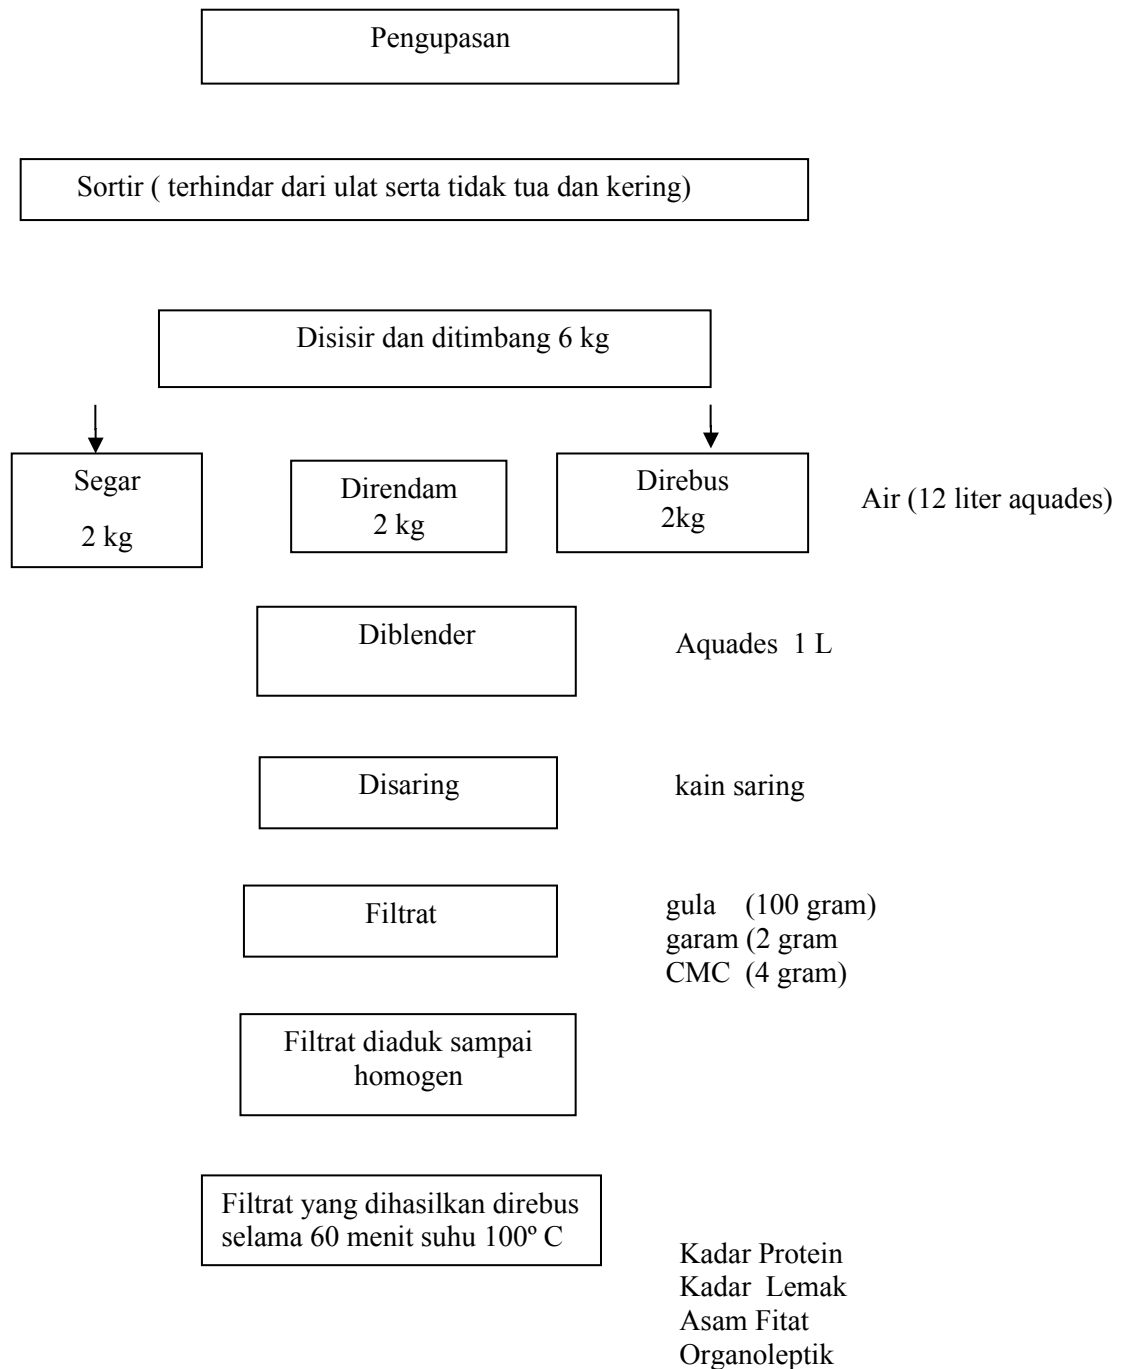 Pengupasan
Sortir ( terhindar dari ulat serta tidak tua dan kering)
Disisir dan ditimbang 6 kg
Segar
2 kg
Direndam
2 kg
Direbus
2kg
Air (12 liter aquades)
Diblender
Aquades 1 L
Disaring
kain saring
Filtrat
gula (100 gram)
garam (2 gram
CMC (4 gram)
Filtrat diaduk sampai
homogen
Filtrat yang dihasilkan direbus
selama 60 menit suhu 100º C
Kadar Protein
Kadar Lemak
Asam Fitat
Organoleptik